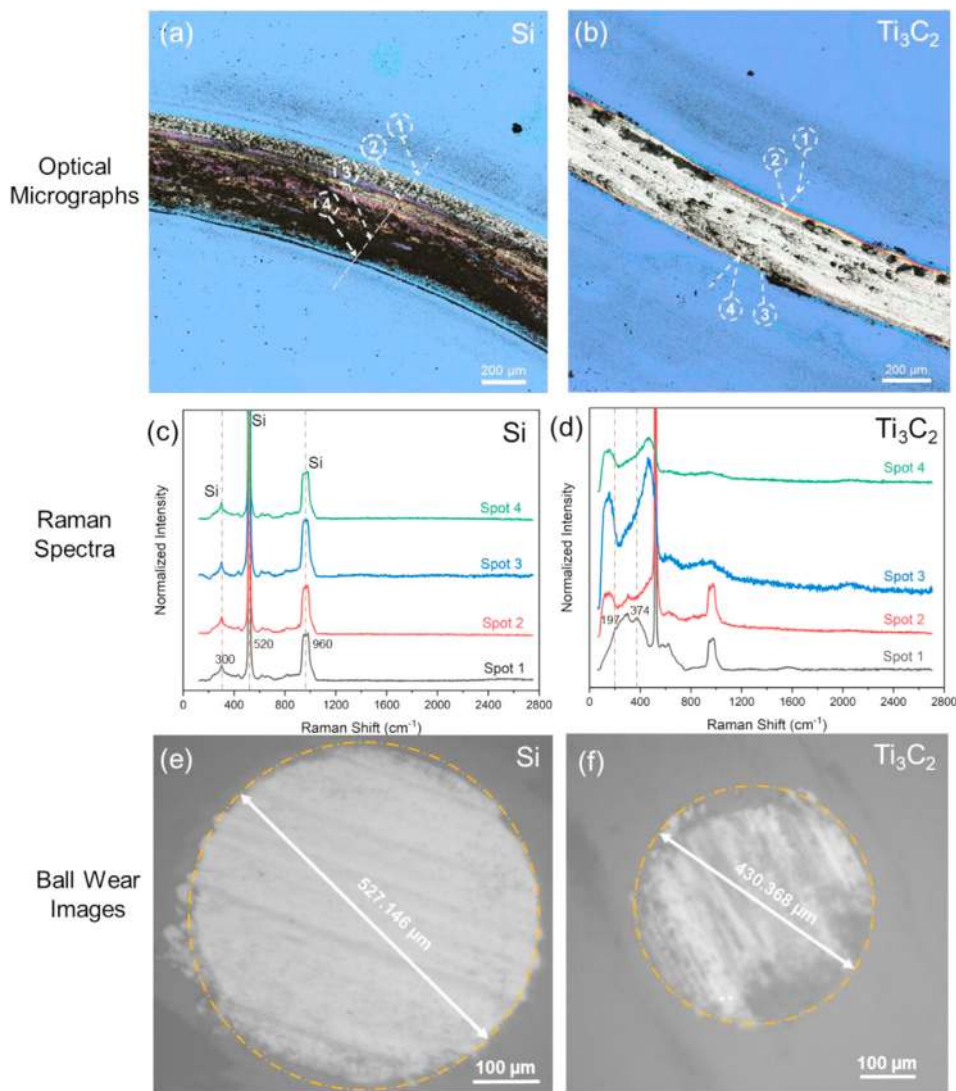 (a) Si
(b) Ti₃C₂
Optical
Micrographs
1
2
3
4
200 µm
1
2
4
3
200 µm
(c) Si
Si
Si
Si
Spot 4
Spot 3
Spot 2
Spot 1
300
520
960
Normalized Intensity
0 400 800 1200 1600 2000 2400 2800
Raman Shift (cm⁻¹)
(d) Ti₃C₂
Spot 4
Spot 3
Spot 2
Spot 1
197
374
Normalized Intensity
0 400 800 1200 1600 2000 2400 2800
Raman Shift (cm⁻¹)
Raman
Spectra
(e) Si
527.146 µm
100 µm
(f) Ti₃C₂
430.368 µm
100 µm
Ball Wear
Images